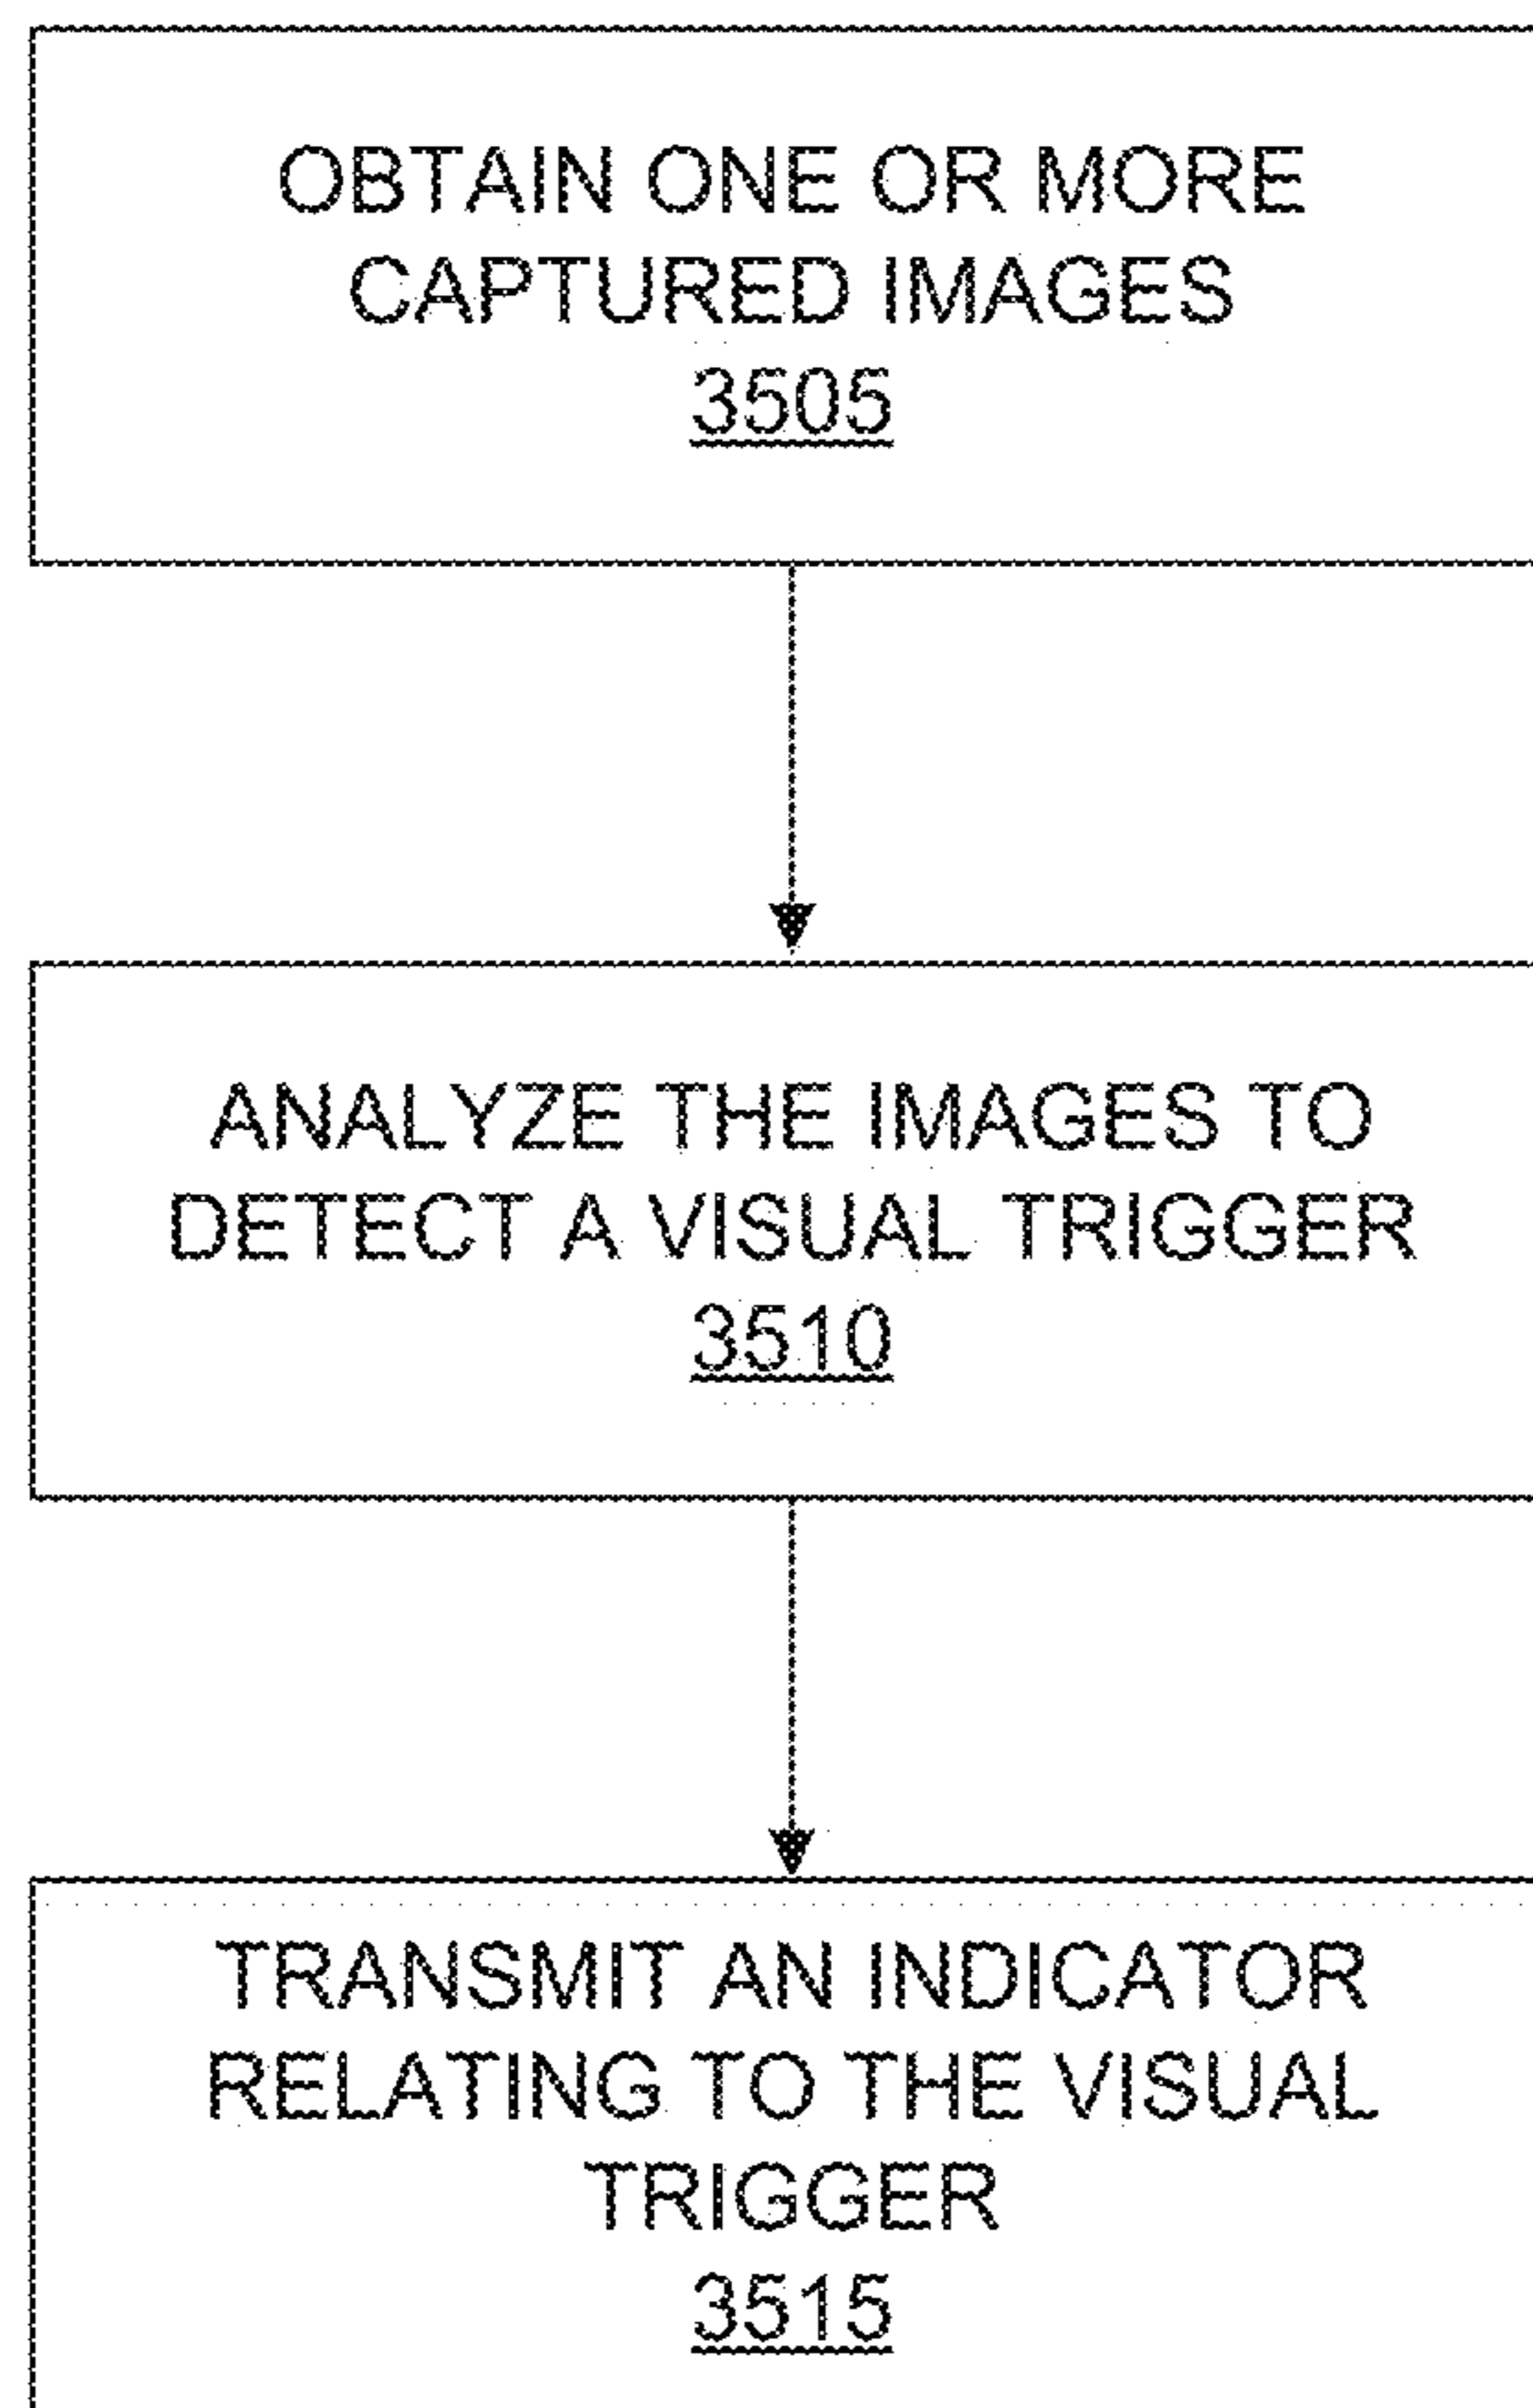 OBTAIN ONE OR MORE
CAPTURED IMAGES
3505
ANALYZE THE IMAGES TO
DETECT A VISUAL TRIGGER
3510
TRANSMIT AN INDICATOR
RELATING TO THE VISUAL
TRIGGER
3515